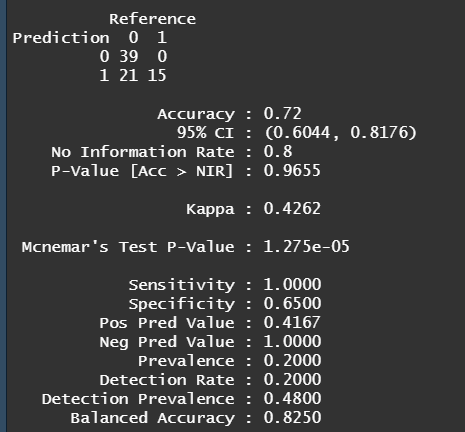 Reference
Prediction 0 1
0 39 0
1 21 15
Accuracy : 0.72
95% CI : (0.6044, 0.8176)
No Information Rate : 0.8
P-Value [Acc > NIR] : 0.9655
Kappa : 0.4262
Mcnemar's Test P-Value : 1.275e-05
Sensitivity : 1.0000
Specificity : 0.6500
Pos Pred Value : 0.4167
Neg Pred Value : 1.0000
Prevalence : 0.2000
Detection Rate : 0.2000
Detection Prevalence : 0.4800
Balanced Accuracy : 0.8250